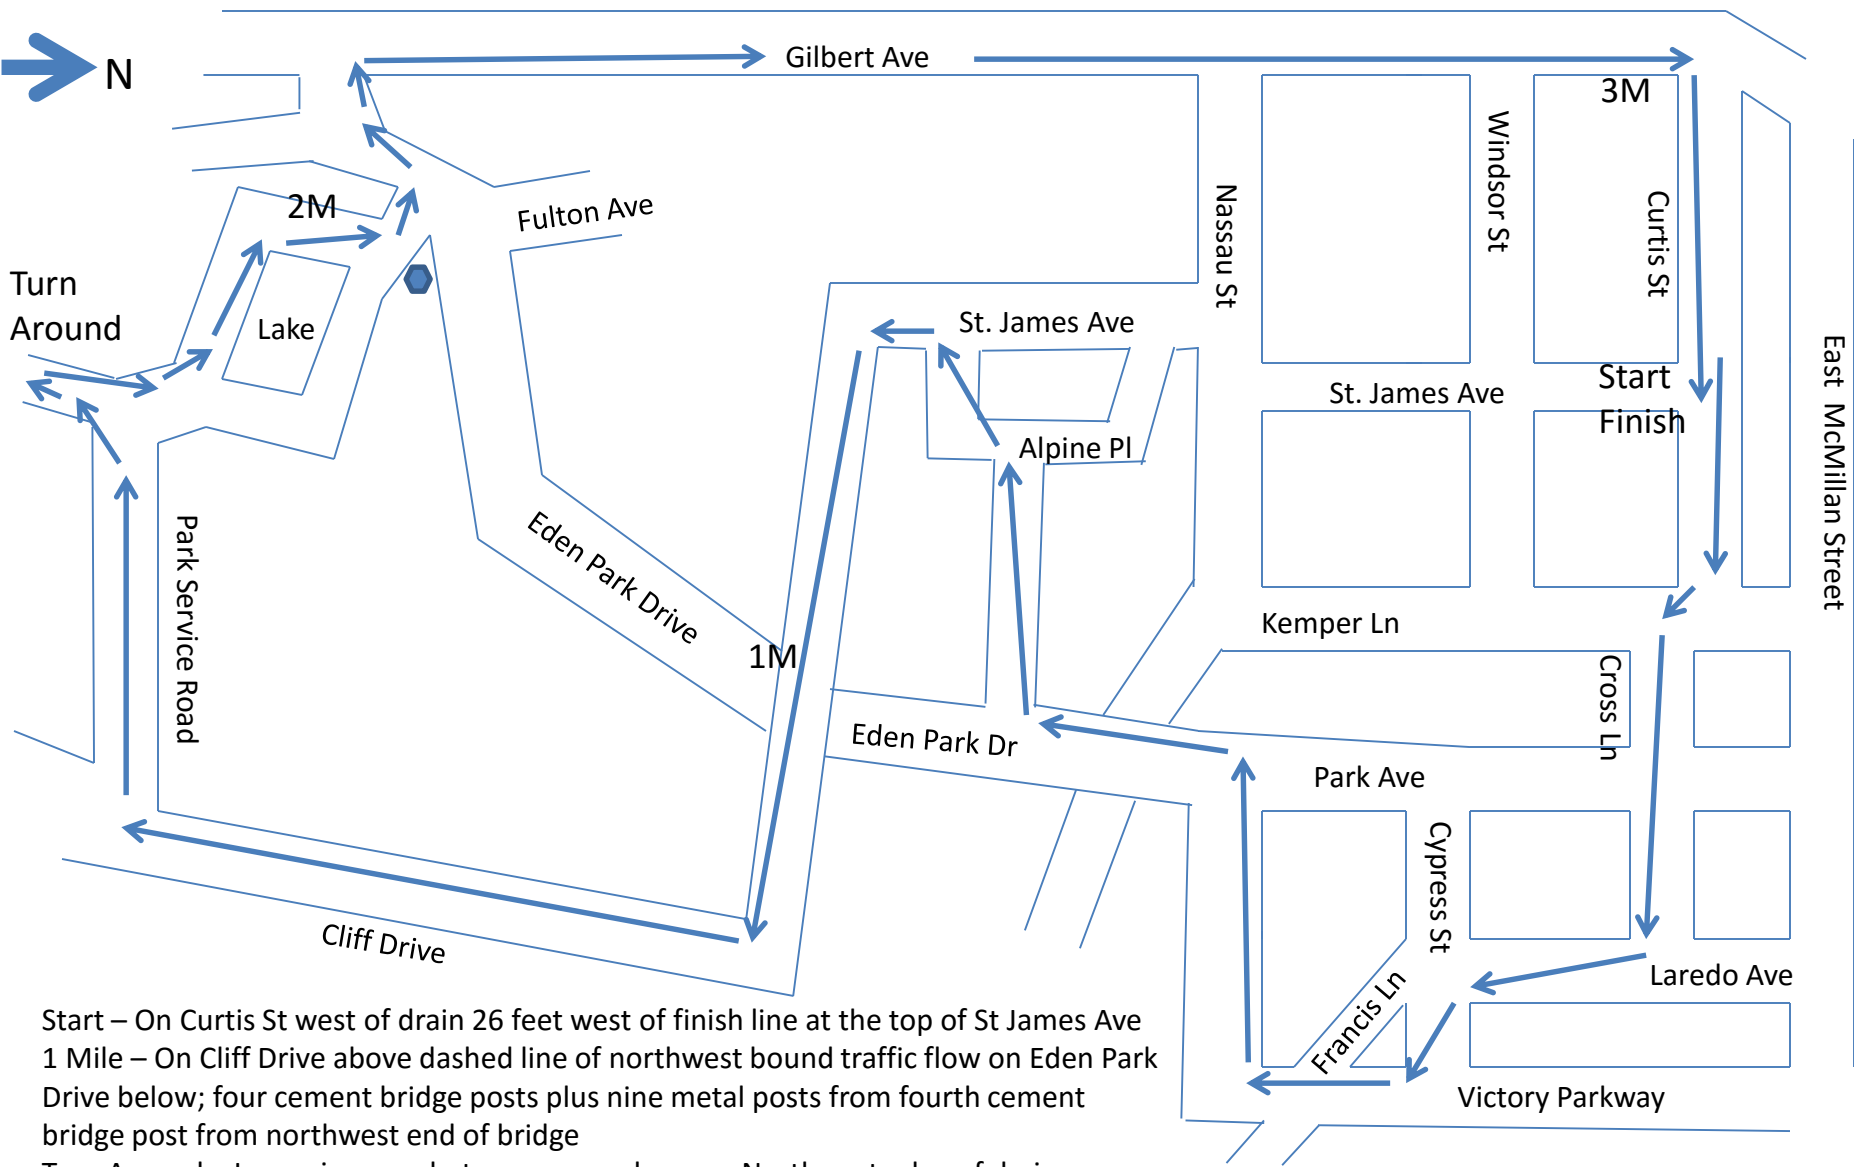 N
Gilbert Ave
3M
Windsor St
Curtis St
Nassau St
Fulton Ave
2M
Turn
Around
Lake
St. James Ave
East McMillan Street
Start
Finish
St. James Ave
Alpine Pl
Eden Park Drive
Park Service Road
1M
Kemper Ln
Cross Ln
Eden Park Dr
Park Ave
Cypress St
Cliff Drive
Laredo Ave
Francis Ln
Victory Parkway
Start – On Curtis St west of drain 26 feet west of finish line at the top of St James Ave
1 Mile – On Cliff Drive above dashed line of northwest bound traffic flow on Eden Park
Drive below; four cement bridge posts plus nine metal posts from fourth cement
bridge post from northwest end of bridge